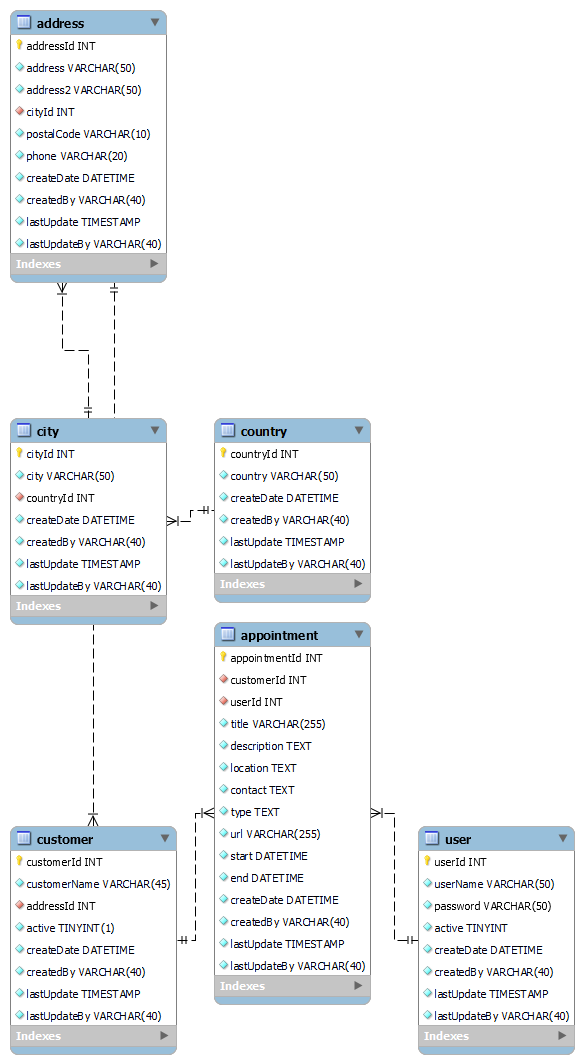 address
addressId INT
address VARCHAR(50)
address2 VARCHAR(50)
cityId INT
postalCode VARCHAR(10)
phone VARCHAR(20)
createDate DATETIME
createdBy VARCHAR(40)
lastUpdate TIMESTAMP
lastUpdateBy VARCHAR(40)
Indexes
city
cityId INT
city VARCHAR(50)
countryId INT
createDate DATETIME
createdBy VARCHAR(40)
lastUpdate TIMESTAMP
lastUpdateBy VARCHAR(40)
Indexes
country
countryId INT
country VARCHAR(50)
createDate DATETIME
createdBy VARCHAR(40)
lastUpdate TIMESTAMP
lastUpdateBy VARCHAR(40)
Indexes
appointment
appointmentId INT
customerId INT
userId INT
title VARCHAR(255)
description TEXT
location TEXT
contact TEXT
type TEXT
url VARCHAR(255)
start DATETIME
end DATETIME
createDate DATETIME
createdBy VARCHAR(40)
lastUpdate TIMESTAMP
lastUpdateBy VARCHAR(40)
Indexes
customer
customerId INT
customerName VARCHAR(45)
addressId INT
active TINYINT(1)
createDate DATETIME
createdBy VARCHAR(40)
lastUpdate TIMESTAMP
lastUpdateBy VARCHAR(40)
Indexes
user
userId INT
userName VARCHAR(50)
password VARCHAR(50)
active TINYINT
createDate DATETIME
createdBy VARCHAR(40)
lastUpdate TIMESTAMP
lastUpdateBy VARCHAR(40)
Indexes